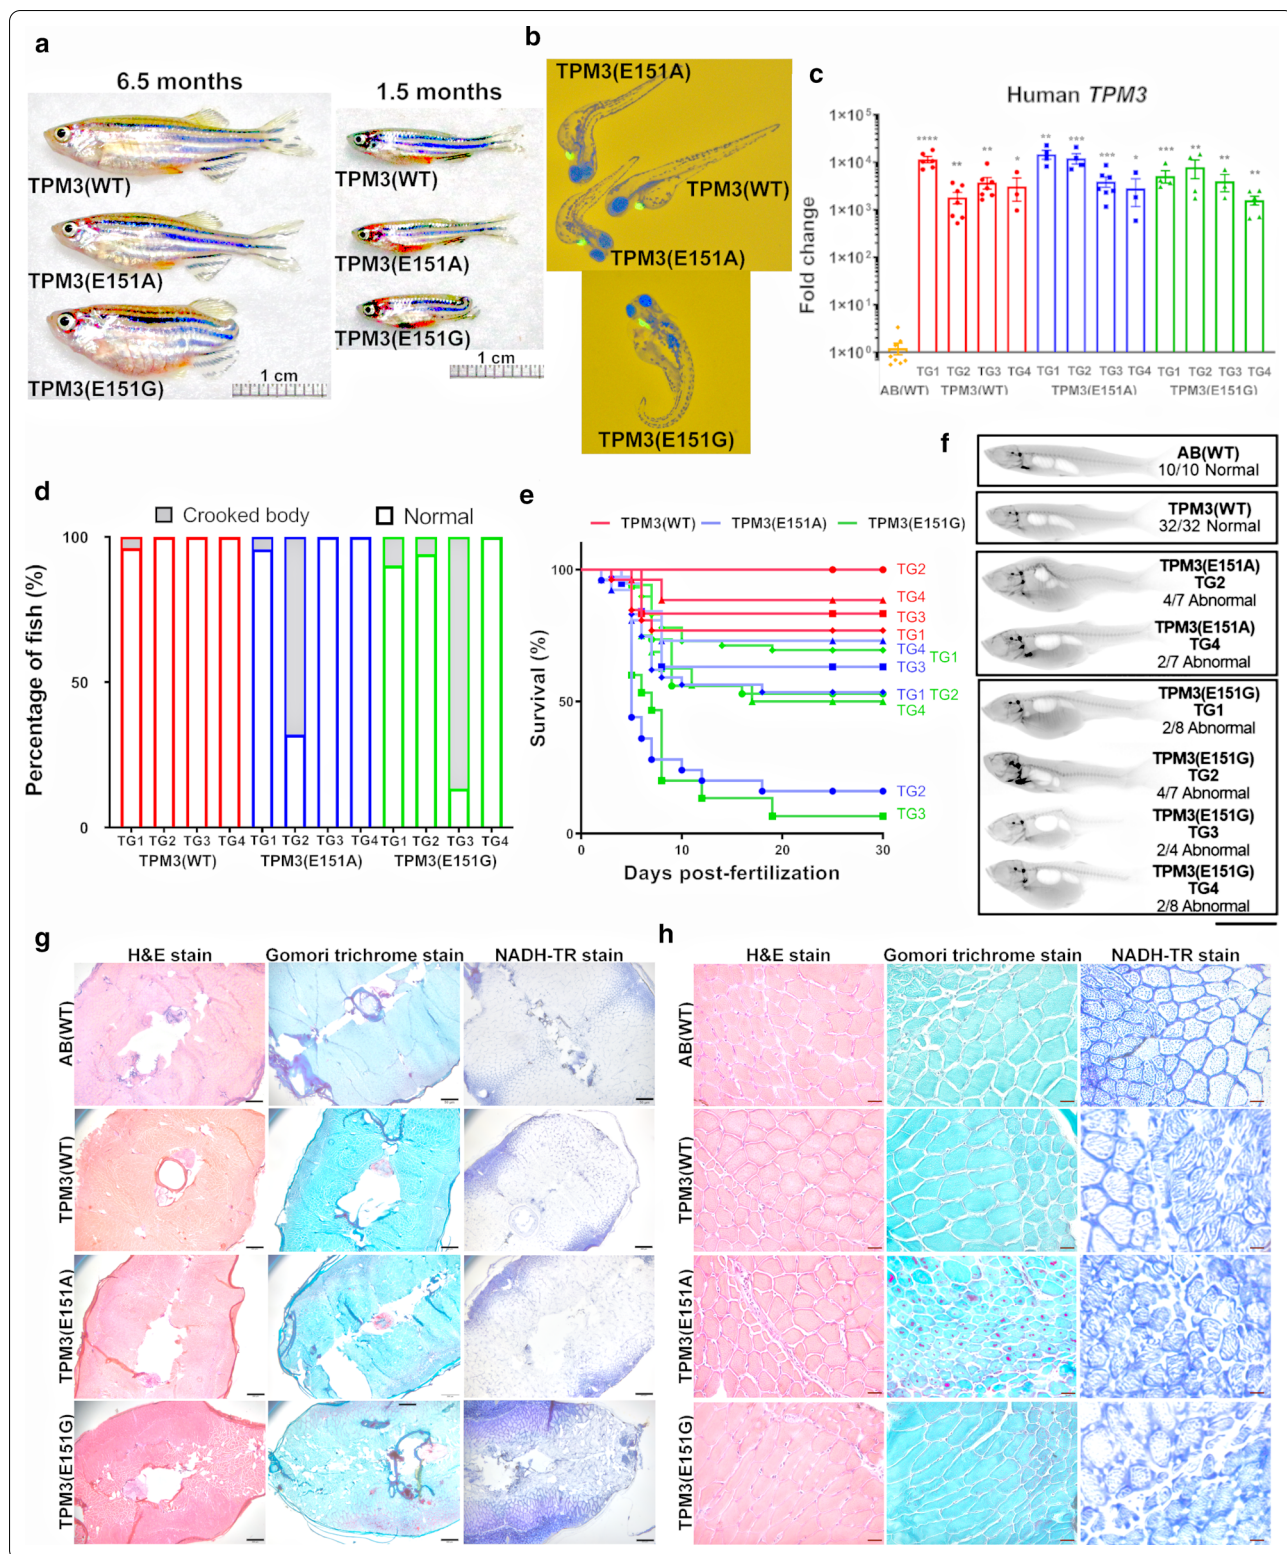 a
6.5 months
1.5 months
TPM3(WT)
TPM3(WT)
TPM3(E151A)
TPM3(E151A)
TPM3(E151G)
TPM3(E151G)
1 cm
1 cm
b
TPM3(E151A)
TPM3(WT)
TPM3(E151A)
TPM3(E151G)
c
Human TPM3
Fold change
1×10⁵
1×10⁴
1×10³
1×10²
1×10¹
1×10⁰
**** ** ** * ** *** *** * *** ** ** **
TG1 TG2 TG3 TG4 TG1 TG2 TG3 TG4 TG1 TG2 TG3 TG4
AB(WT) TPM3(WT) TPM3(E151A) TPM3(E151G)
d
Crooked body Normal
Percentage of fish (%)
100
50
0
TG1 TG2 TG3 TG4 TG1 TG2 TG3 TG4 TG1 TG2 TG3 TG4
TPM3(WT) TPM3(E151A) TPM3(E151G)
e
TPM3(WT) TPM3(E151A) TPM3(E151G)
Survival (%)
100
50
0
TG2
TG4
TG3
TG1
TG4
TG1
TG3
TG1 TG2
TG4
TG2
TG3
0 10 20 30
Days post-fertilization
f
AB(WT)
10/10 Normal
TPM3(WT)
32/32 Normal
TPM3(E151A)
TG2
4/7 Abnormal
TPM3(E151A)
TG4
2/7 Abnormal
TPM3(E151G)
TG1
2/8 Abnormal
TPM3(E151G)
TG2
4/7 Abnormal
TPM3(E151G)
TG3
2/4 Abnormal
TPM3(E151G)
TG4
2/8 Abnormal
g
H&E stain Gomori trichrome stain NADH-TR stain
AB(WT)
TPM3(WT)
TPM3(E151A)
TPM3(E151G)
h
H&E stain Gomori trichrome stain NADH-TR stain
AB(WT)
TPM3(WT)
TPM3(E151A)
TPM3(E151G)